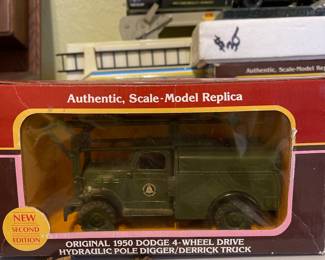 Authentic, Scale-Model Replica
Authentic, Scale-Model Replica
NEW
SECOND
EDITION
ORIGINAL 1950 DODGE 4-WHEEL DRIVE
HYDRAULIC POLE DIGGER/DERRICK TRUCK